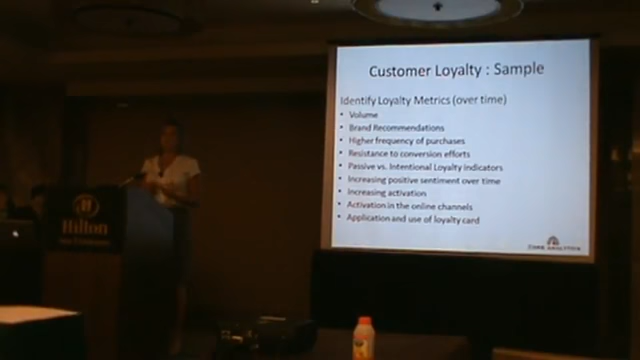 Customer Loyalty : Sample
Identify Loyalty Metrics (over time)
• Volume
• Brand Recommendations
• Higher frequency of purchases
• Resistance to conversion efforts
• Passive vs. Intentional Loyalty indicators
• Increasing positive sentiment over time
• Increasing activation
• Activation in the online channels
• Application and use of loyalty card
Hilton